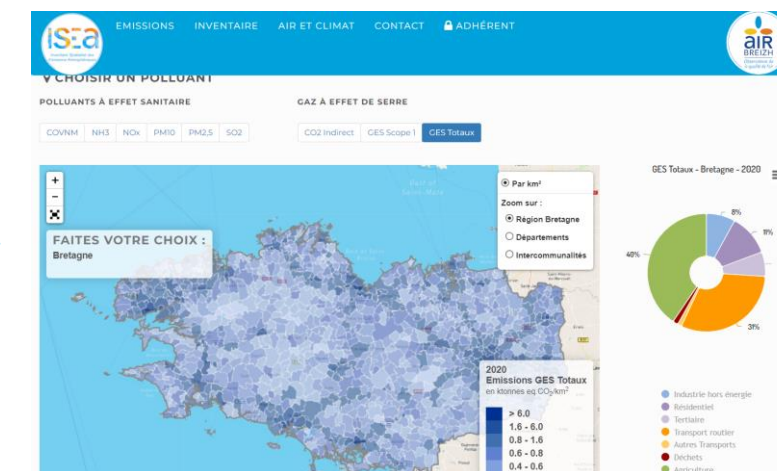 ISEA
EMISSIONS INVENTAIRE AIR ET CLIMAT CONTACT ADHÉRENT
aiR
BREIZH
CHOISIR UN POLLUANT
POLLUANTS À EFFET SANITAIRE
GAZ À EFFET DE SERRE
COVNM NH3 NOx PM10 PM2,5 SO2
CO2 Indirect GES Scope 1 GES Totaux
+
-
FAITES VOTRE CHOIX :
Bretagne
Par km²
Zoom sur :
Région Bretagne
Départements
Intercommunalités
2020
Emissions GES Totaux
en ktonnes eq CO₂/km²
> 6.0
1.6 - 6.0
0.8 - 1.6
0.6 - 0.8
0.4 - 0.6
GES Totaux - Bretagne - 2020
8%
11%
31%
40%
Industrie hors énergie
Résidentiel
Tertiaire
Transport routier
Autres Transports
Déchets
Agriculture